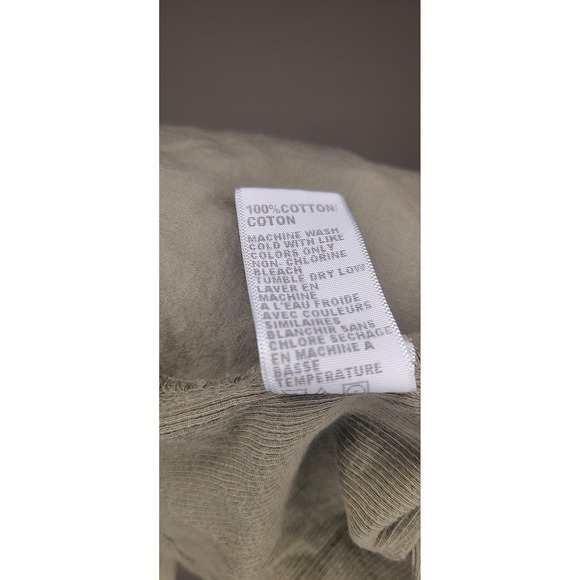 100%COTTON/
COTON
MACHINE WASH
COLD WITH LIKE
COLORS ONLY
NON- CHLORINE
BLEACH
TUMBLE DRY LOW
LAVER EN
MACHINE
A L'EAU FROIDE
AVEC COULEURS
SIMILAIRES
BLANCHIR SANS
CHLORE SECHAGE
EN MACHINE A
BASSE
TEMPERATURE